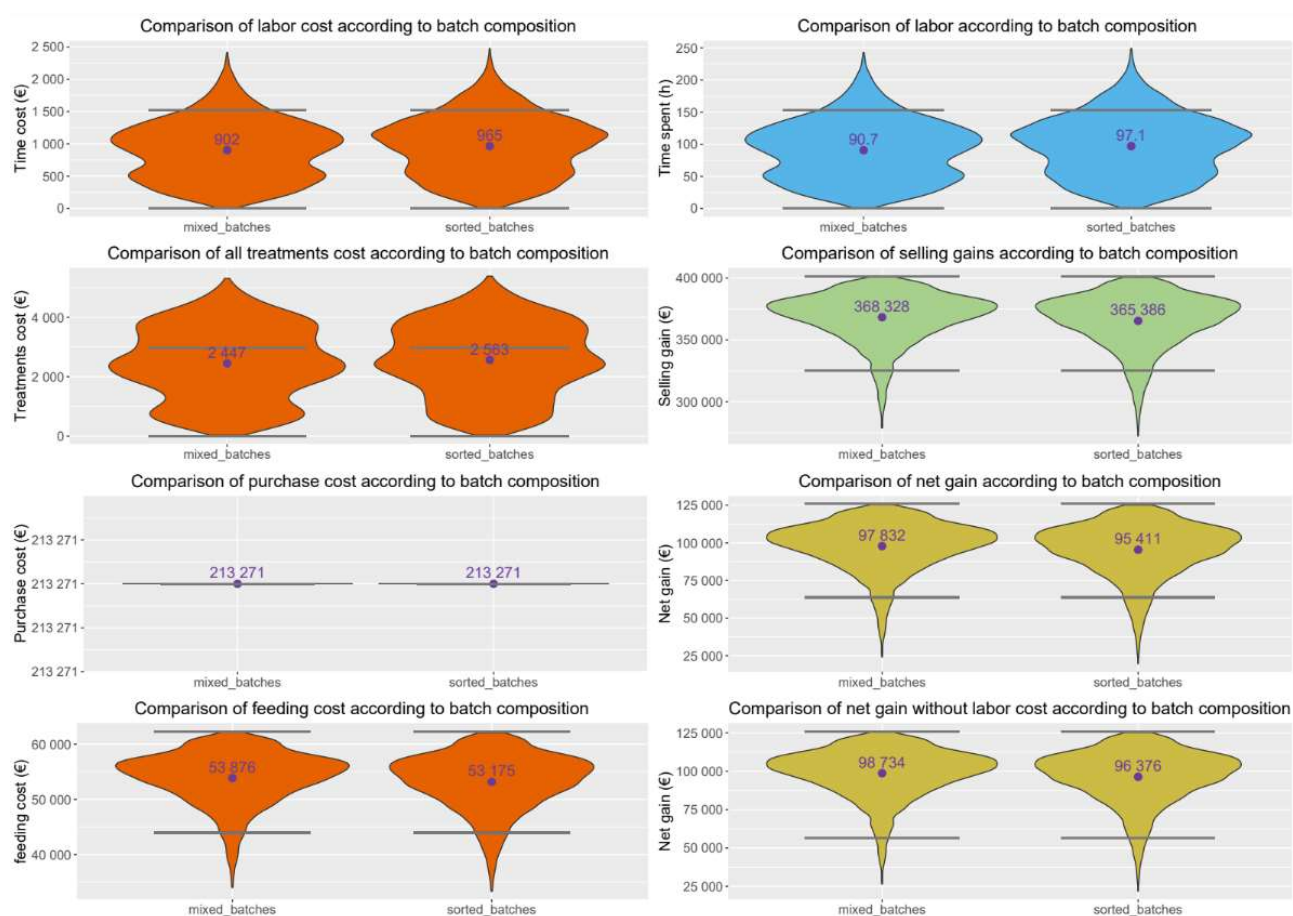 Comparison of labor cost according to batch composition
Time cost (€)
2 500
2 000
1 500
1 000
500
0
902
965
mixed_batches
sorted_batches
Comparison of labor according to batch composition
Time spent (h)
250
200
150
100
50
0
90.7
97.1
mixed_batches
sorted_batches
Comparison of all treatments cost according to batch composition
Treatments cost (€)
4 000
2 000
0
2 447
2 563
mixed_batches
sorted_batches
Comparison of selling gains according to batch composition
Selling gain (€)
400 000
350 000
300 000
368 328
365 386
mixed_batches
sorted_batches
Comparison of purchase cost according to batch composition
Purchase cost (€)
213 271
213 271
213 271
213 271
213 271
213 271
mixed_batches
sorted_batches
Comparison of net gain according to batch composition
Net gain (€)
125 000
100 000
75 000
50 000
25 000
97 832
95 411
mixed_batches
sorted_batches
Comparison of feeding cost according to batch composition
feeding cost (€)
60 000
50 000
40 000
53 876
53 175
mixed_batches
sorted_batches
Comparison of net gain without labor cost according to batch composition
Net gain (€)
125 000
100 000
75 000
50 000
25 000
98 734
96 376
mixed_batches
sorted_batches